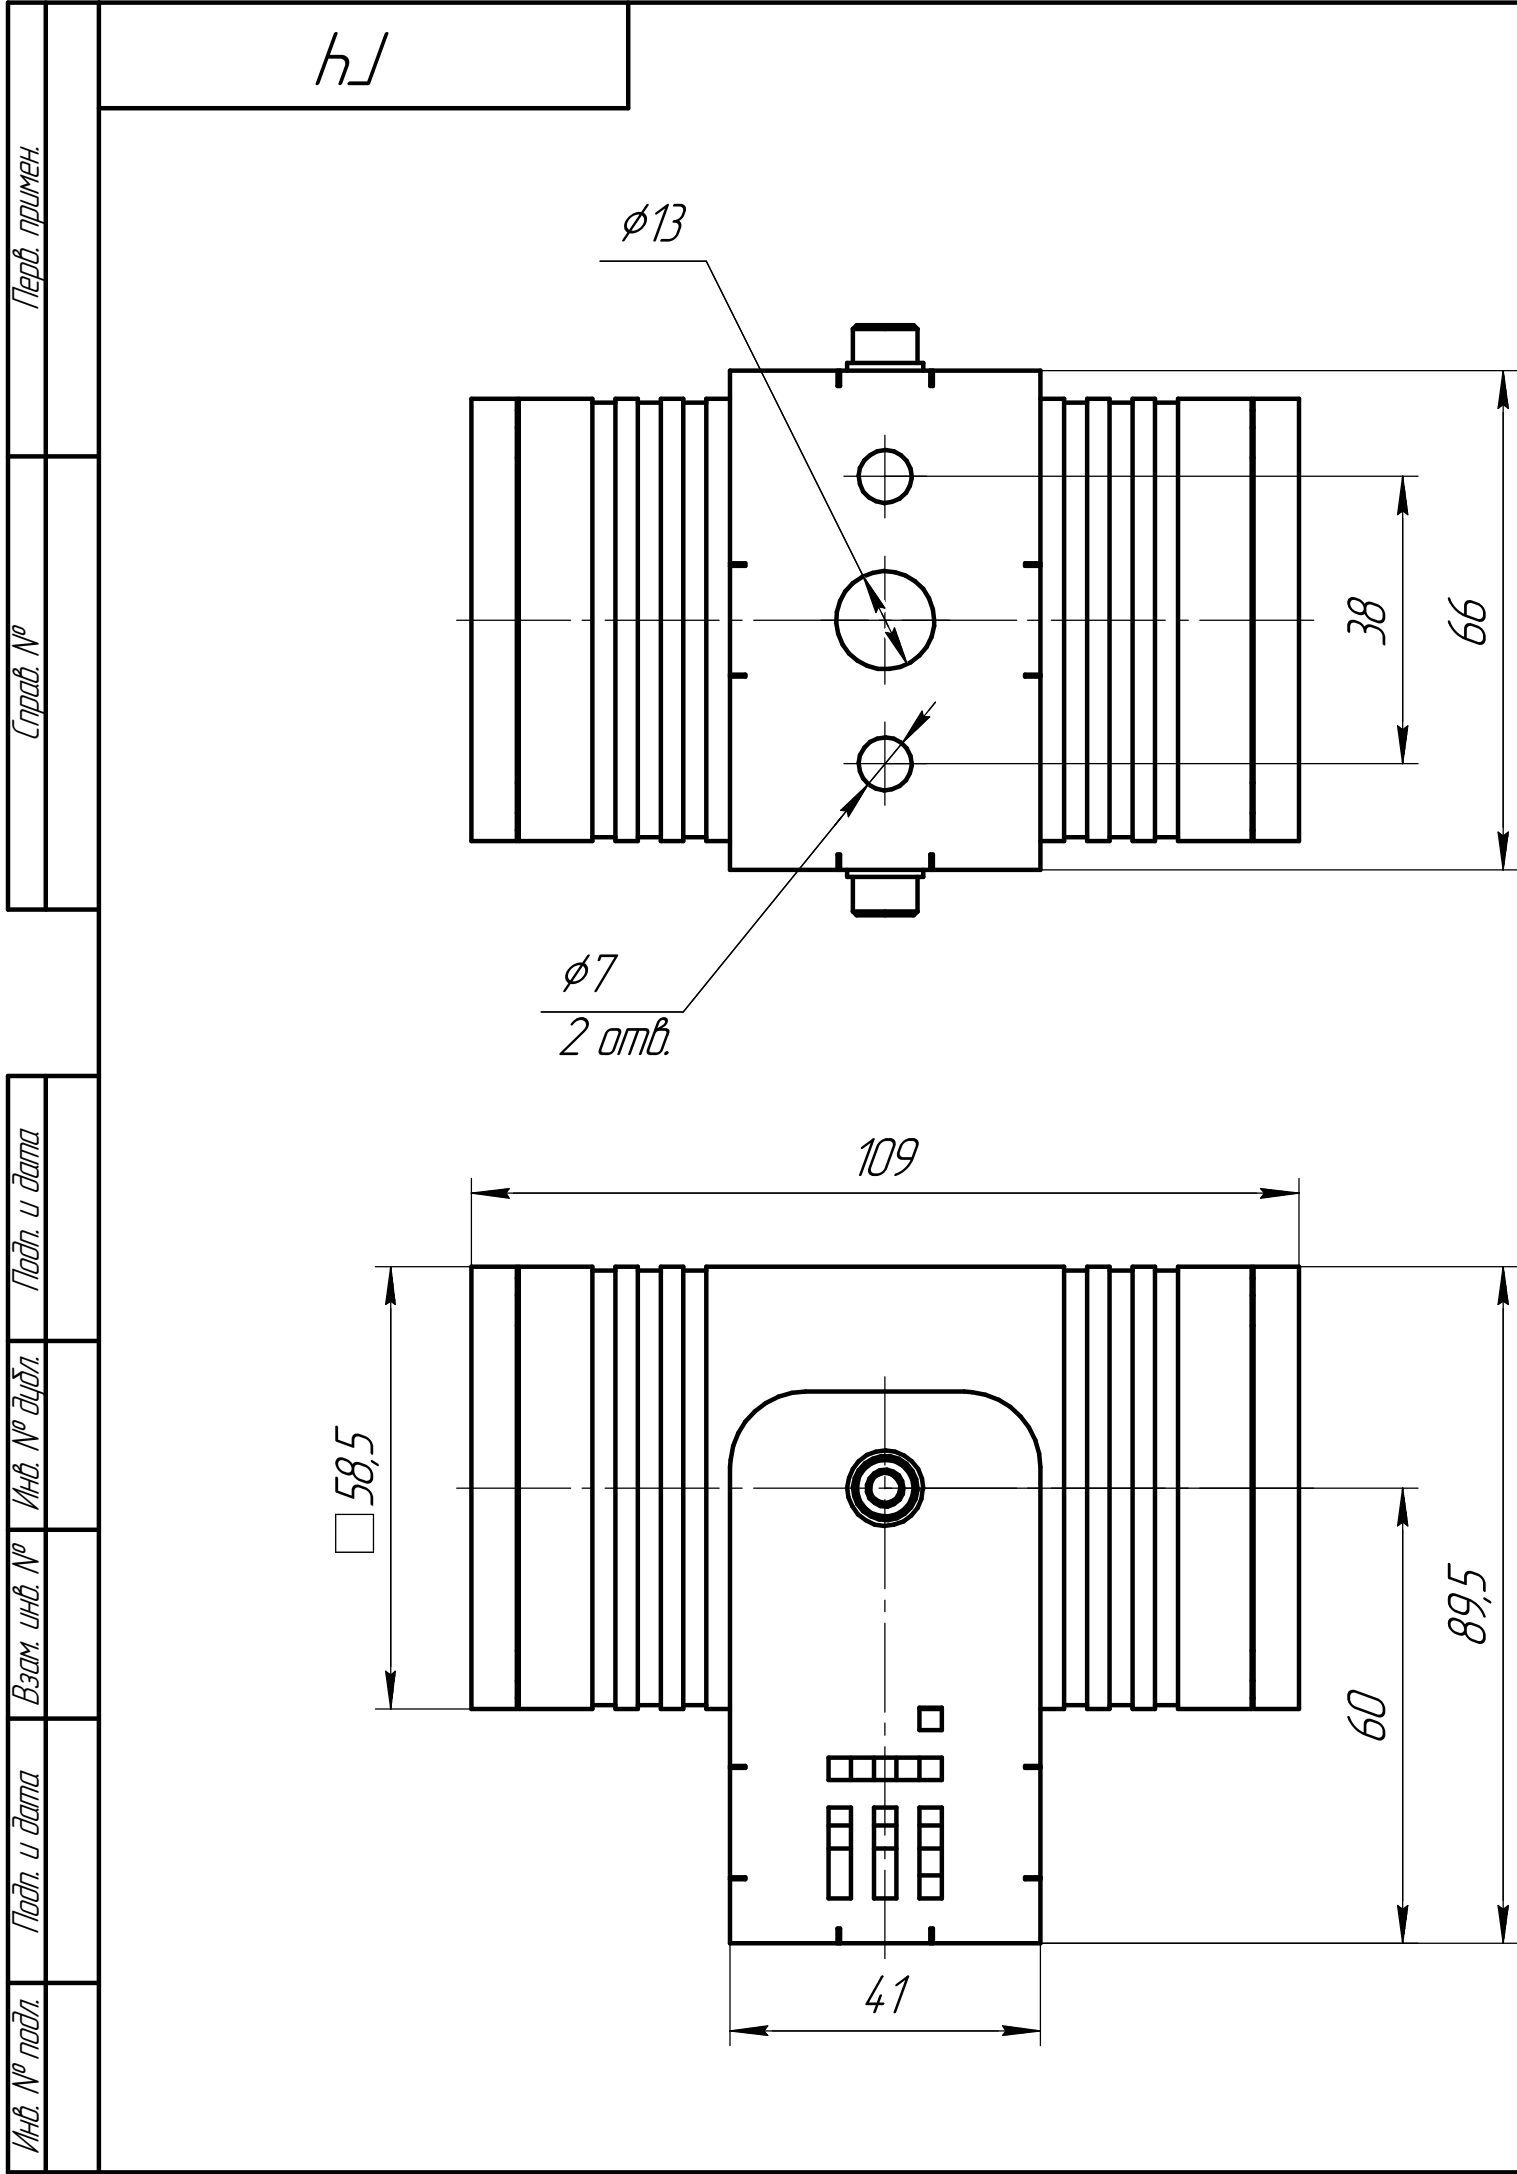 ГЧ
Перв. примен.
Справ. №
Подп. и дата
Инв. № дубл.
Взам. инв. №
Подп. и дата
Инв. № подл.
⌀13
38
66
⌀7
2 отв.
109
□58,5
60
89,5
41